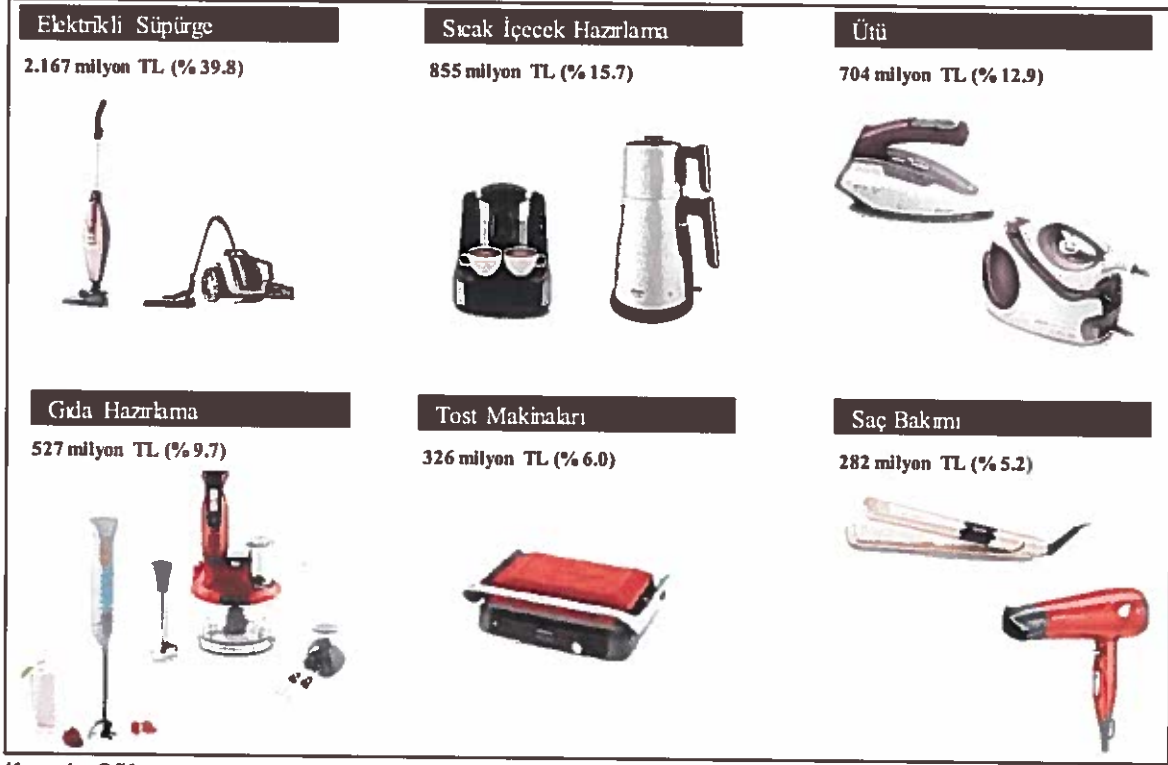 Elektrikli Süpürge
2.167 milyon TL (%39.8)
Sıcak İçecek Hazırlama
855 milyon TL (%15.7)
Ütü
704 milyon TL (%12.9)
Gıda Hazırlama
527 milyon TL (%9.7)
Tost Makinaları
326 milyon TL (%6.0)
Saç Bakımı
282 milyon TL (%5.2)